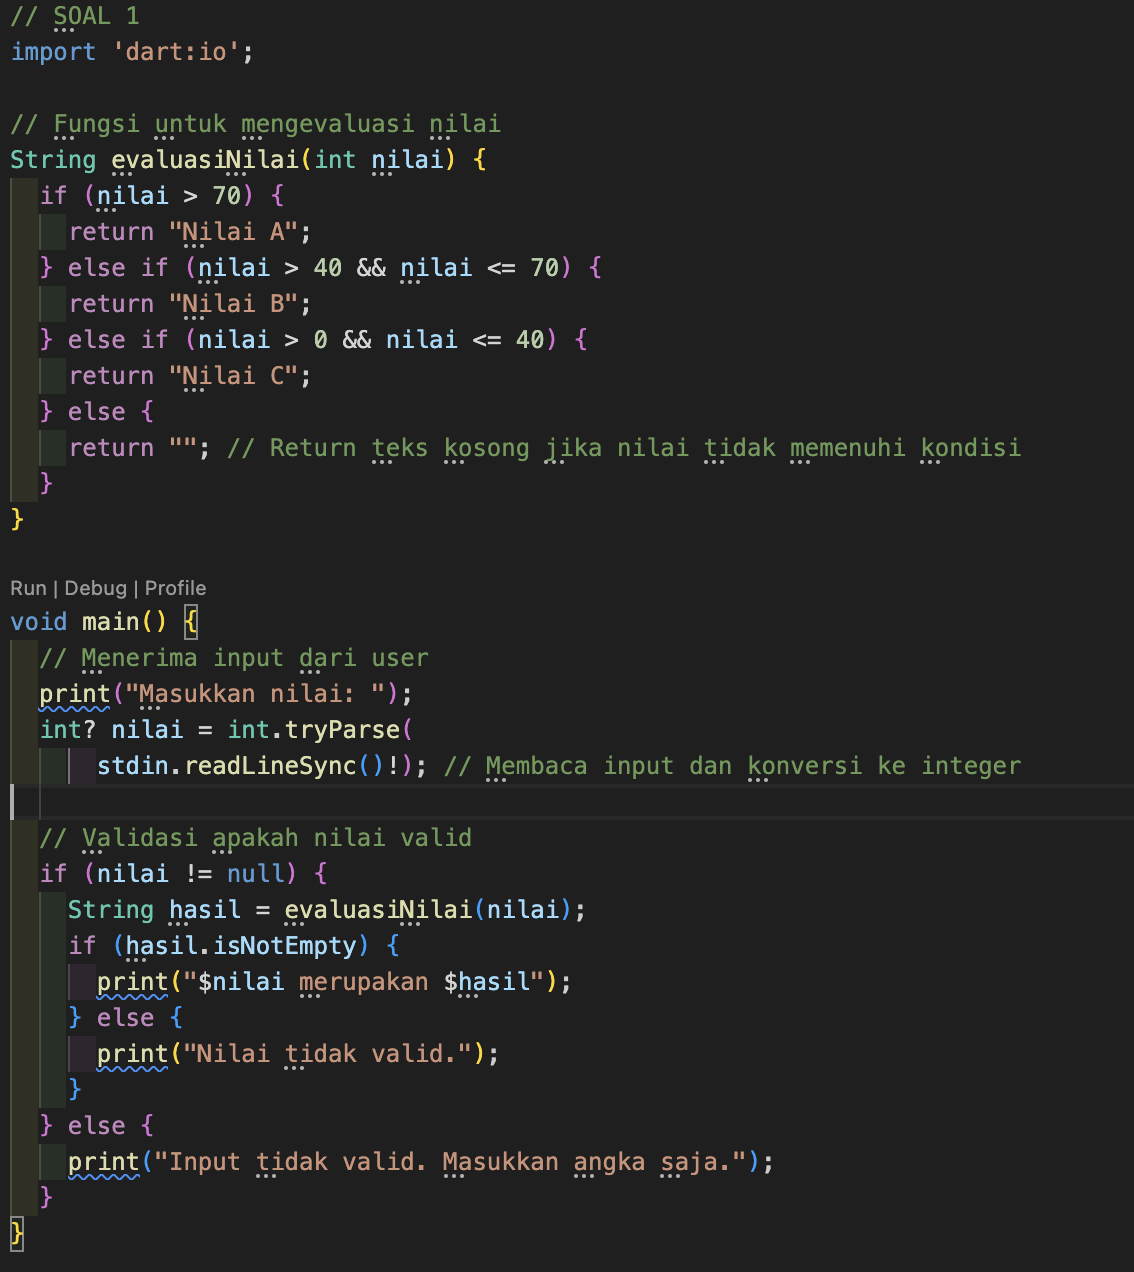 // SOAL 1
import 'dart:io';
// Fungsi untuk mengevaluasi nilai
String evaluasiNilai(int nilai) {
  if (nilai > 70) {
    return "Nilai A";
  } else if (nilai > 40 && nilai <= 70) {
    return "Nilai B";
  } else if (nilai > 0 && nilai <= 40) {
    return "Nilai C";
  } else {
    return ""; // Return teks kosong jika nilai tidak memenuhi kondisi
  }
}
Run | Debug | Profile
void main() {
  // Menerima input dari user
  print("Masukkan nilai: ");
  int? nilai = int.tryParse(
      stdin.readLineSync()!); // Membaca input dan konversi ke integer
  // Validasi apakah nilai valid
  if (nilai != null) {
    String hasil = evaluasiNilai(nilai);
    if (hasil.isNotEmpty) {
      print("$nilai merupakan $hasil");
    } else {
      print("Nilai tidak valid.");
    }
  } else {
    print("Input tidak valid. Masukkan angka saja.");
  }
}